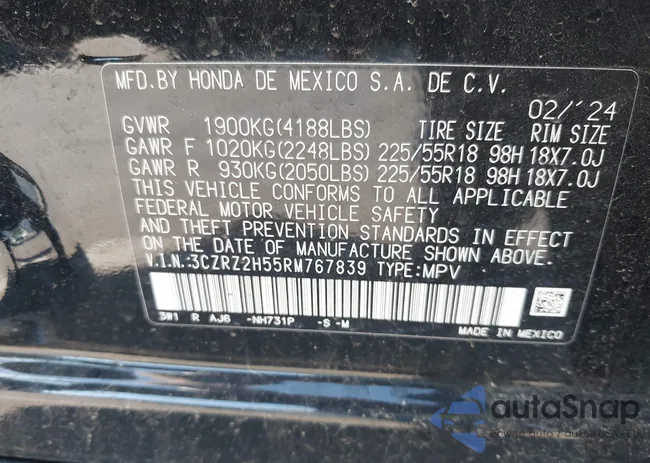 MFD.BY HONDA DE MEXICO S.A. DE C.V.
02/'24
GVWR 1900KG(4188LBS) TIRE SIZE RIM SIZE
GAWR F 1020KG(2248LBS) 225/55R18 98H 18X7.0J
GAWR R 930KG(2050LBS) 225/55R18 98H 18X7.0J
THIS VEHICLE CONFORMS TO ALL APPLICABLE
FEDERAL MOTOR VEHICLE SAFETY
AND THEFT PREVENTION STANDARDS IN EFFECT
ON THE DATE OF MANUFACTURE SHOWN ABOVE.
V.I.N.:3CZRZ2H55RM767839 TYPE:MPV
3W1 R AJ6 -NH731P -S -M
MADE IN MEXICO
autaSnap